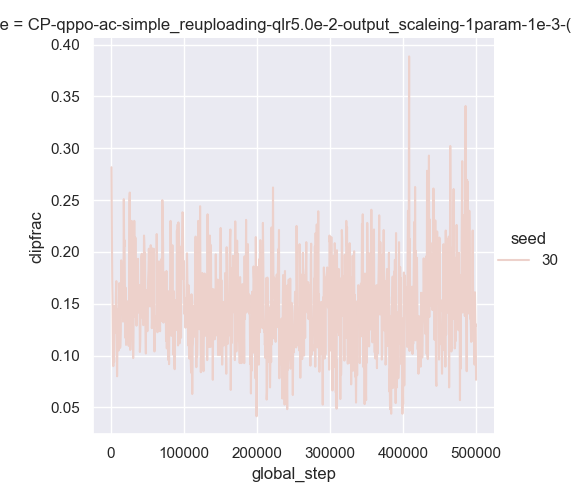 e = CP-qppo-ac-simple_reuploading-qlr5.0e-2-output_scaleing-1param-1e-3-(
0.40
0.35
0.30
0.25
0.20
0.15
0.10
0.05
clipfrac
0 100000 200000 300000 400000 500000
global_step
seed
30